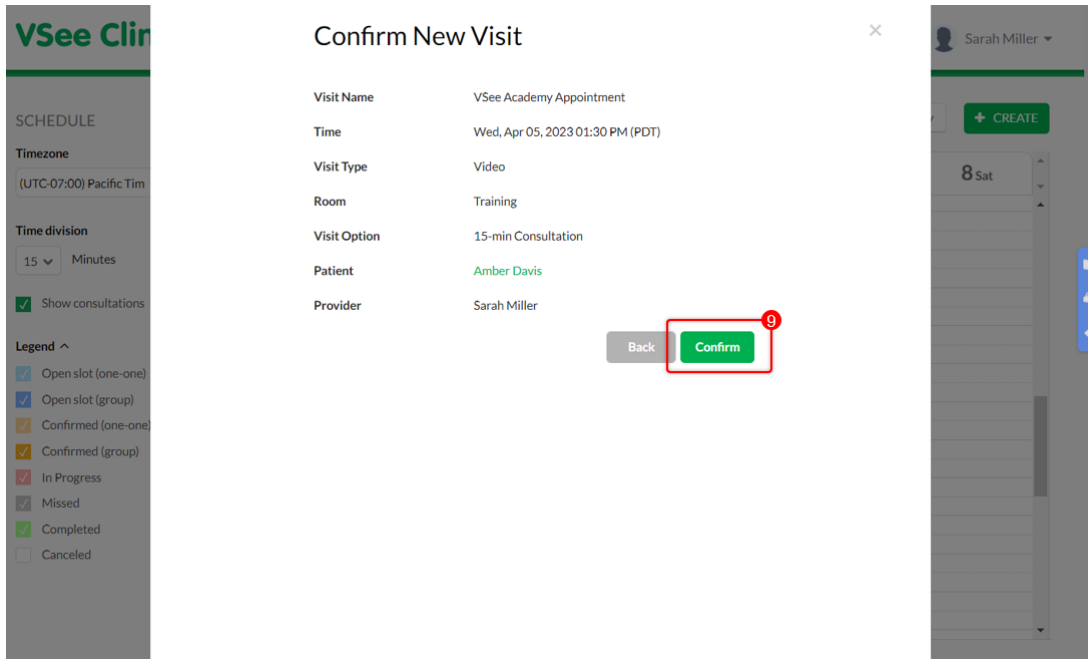 VSee Clin
Confirm New Visit
×
Sarah Miller
Visit Name VSee Academy Appointment
Time Wed, Apr 05, 2023 01:30 PM (PDT)
Visit Type Video
Room Training
Visit Option 15-min Consultation
Patient Amber Davis
Provider Sarah Miller
9
Back Confirm
SCHEDULE
Timezone
(UTC-07:00) Pacific Tim
Time division
15 Minutes
Show consultations
Legend
Open slot (one-one)
Open slot (group)
Confirmed (one-one)
Confirmed (group)
In Progress
Missed
Completed
Canceled
+ CREATE
8 Sat